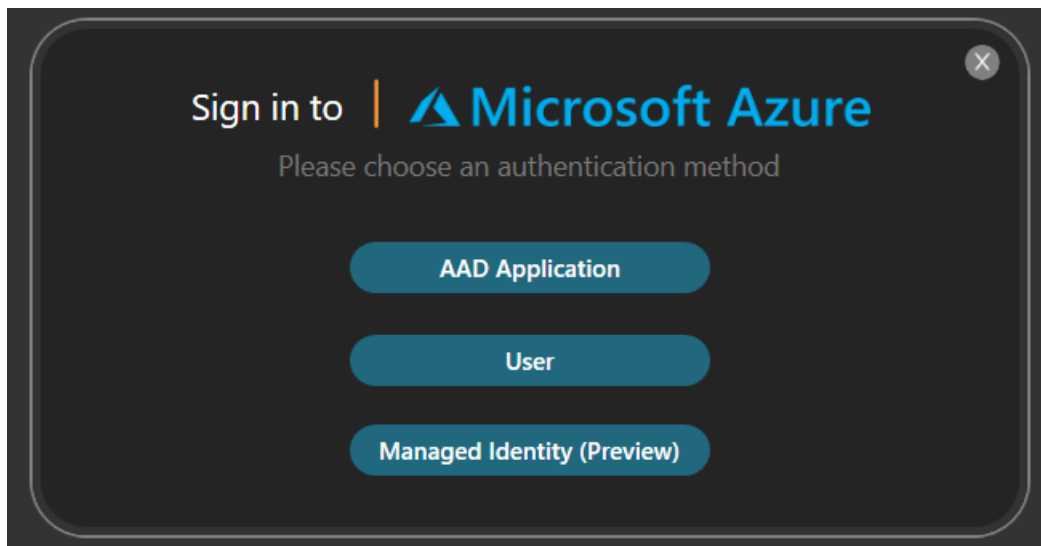 X
Sign in to | Microsoft Azure
Please choose an authentication method
AAD Application
User
Managed Identity (Preview)